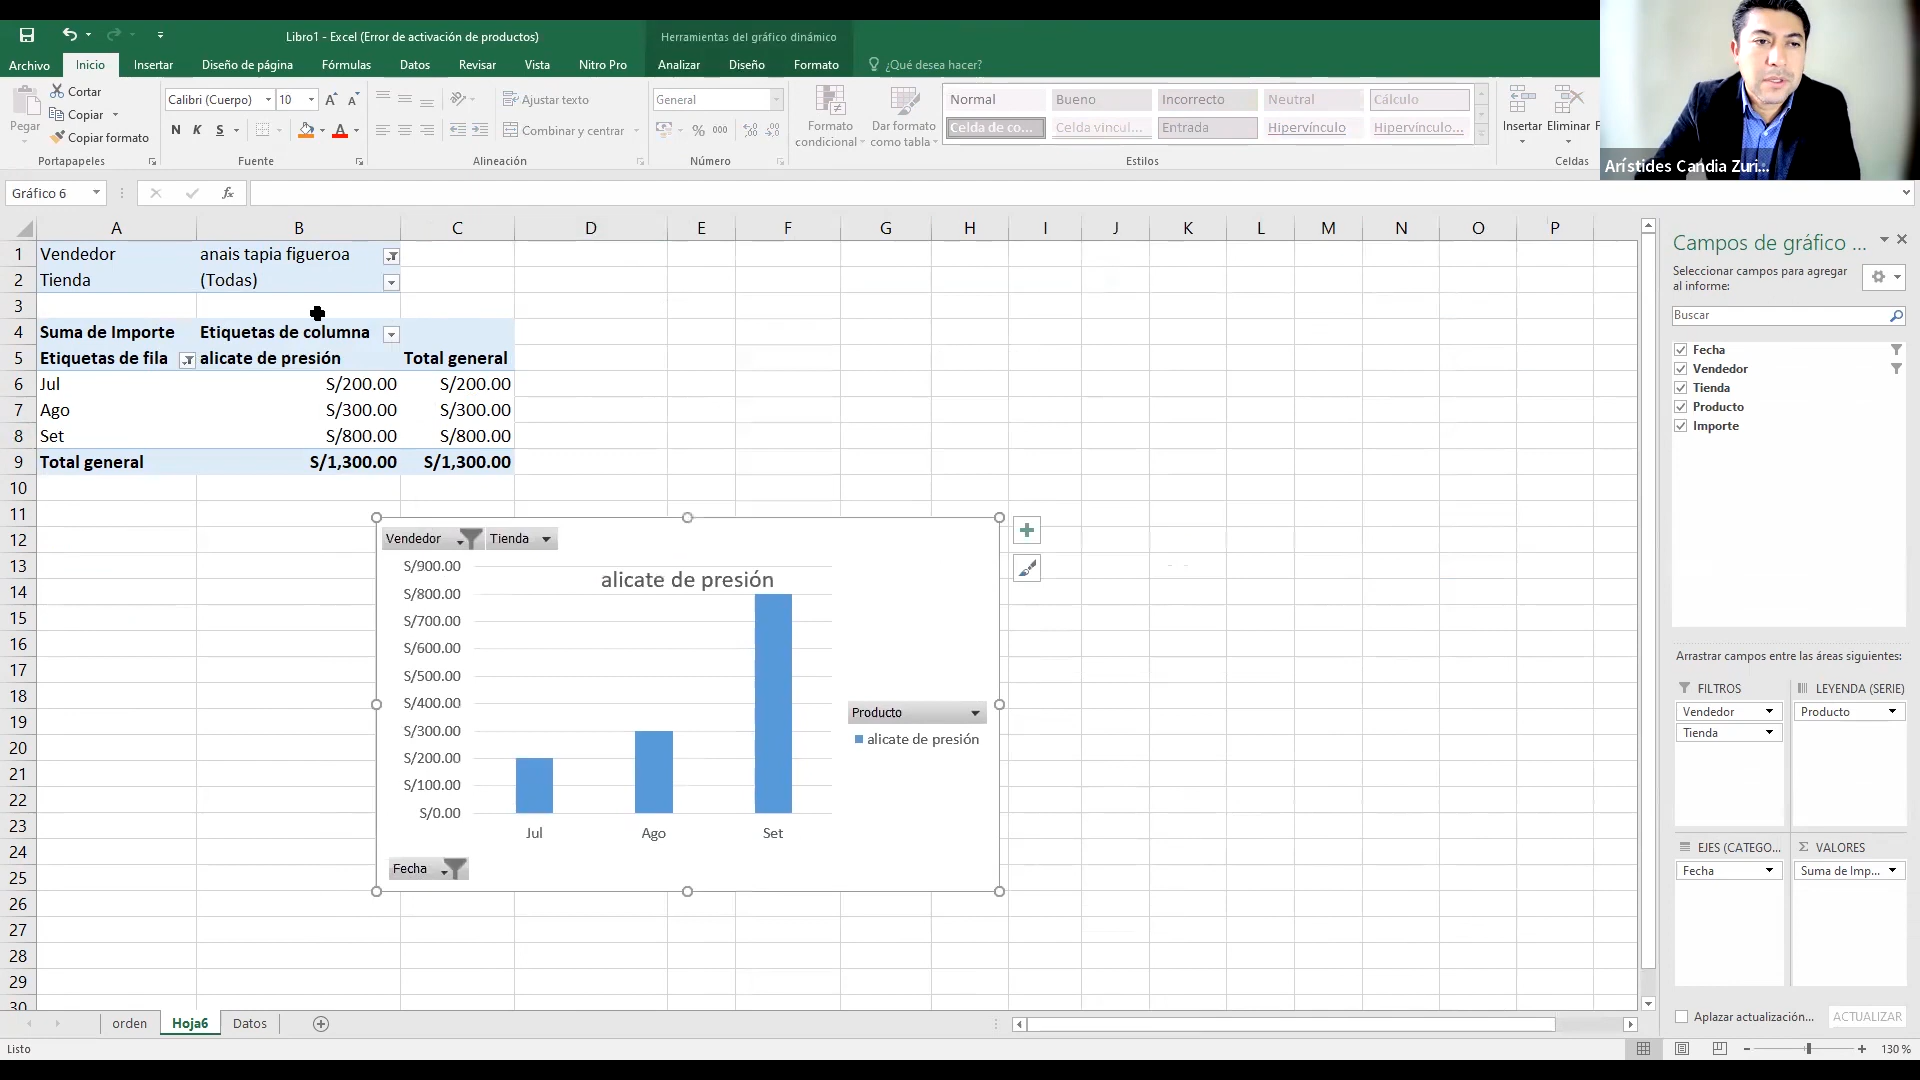 Libro1 - Excel (Error de activación de productos)
Herramientas del gráfico dinámico
Archivo Inicio Insertar Diseño de página Fórmulas Datos Revisar Vista Nitro Pro Analizar Diseño Formato ¿Qué desea hacer?
Pegar
Cortar
Copiar
Copiar formato
Portapapeles
Calibri (Cuerpo) 10 A A
N K S A
Fuente
Ajustar texto
Combinar y centrar
Alineación
General
% 000
Número
Formato condicional
Dar formato como tabla
Normal Bueno Incorrecto Neutral Cálculo
Celda de co... Celda vincul... Entrada Hipervínculo Hipervínculo...
Estilos
Insertar Eliminar F
Celdas
Arístides Candia Zuri...
Gráfico 6 fx
A B C D E F G H I J K L M N O P
1 Vendedor anais tapia figueroa
2 Tienda (Todas)
3
4 Suma de Importe Etiquetas de columna
5 Etiquetas de fila alicate de presión Total general
6 Jul S/200.00 S/200.00
7 Ago S/300.00 S/300.00
8 Set S/800.00 S/800.00
9 Total general S/1,300.00 S/1,300.00
10
11
12
13
14
15
16
17
18
19
20
21
22
23
24
25
26
27
28
29
30
Vendedor Tienda
alicate de presión
S/900.00
S/800.00
S/700.00
S/600.00
S/500.00
S/400.00
S/300.00
S/200.00
S/100.00
S/0.00
Jul Ago Set
Producto
alicate de presión
Fecha
Campos de gráfico ...
Seleccionar campos para agregar
al informe:
Buscar
Fecha
Vendedor
Tienda
Producto
Importe
Arrastrar campos entre las áreas siguientes:
FILTROS
Vendedor
Tienda
LEYENDA (SERIE)
Producto
EJES (CATEGO...
Fecha
Σ VALORES
Suma de Imp...
Aplazar actualización... ACTUALIZAR
orden Hoja6 Datos
Listo
130 %